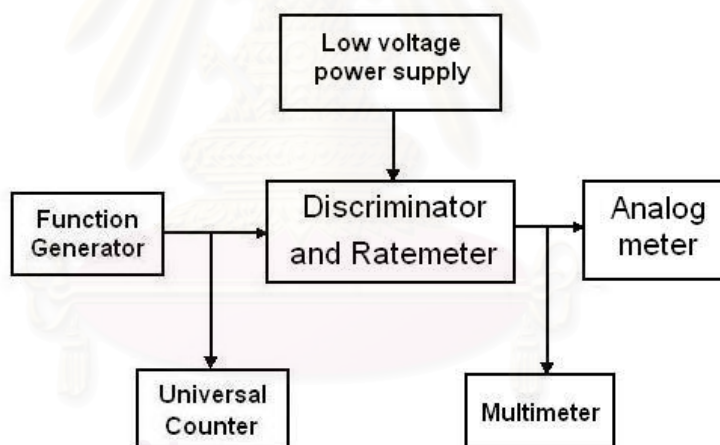 Low voltage
power supply
Function
Generator
Discriminator
and Ratemeter
Analog
meter
Universal
Counter
Multimeter